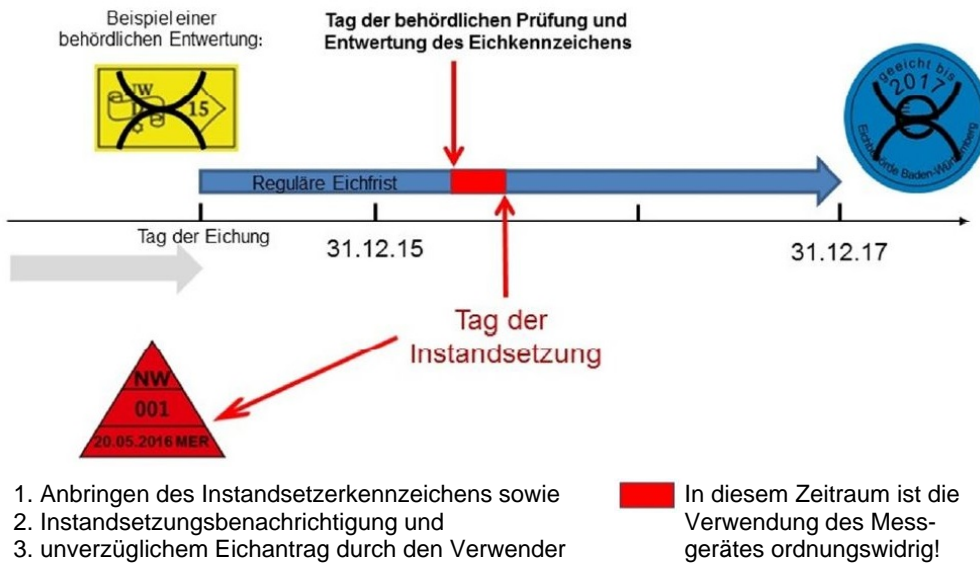 Beispiel einer
behördlichen Entwertung:
Tag der behördlichen Prüfung und
Entwertung des Eichkennzeichens
15
geeicht bis
2017
Eichbehörde Baden-Württemberg
Reguläre Eichfrist
Tag der Eichung
31.12.15
31.12.17
Tag der
Instandsetzung
NW
001
20.05.2016 MER
1. Anbringen des Instandsetzerkennzeichens sowie
2. Instandsetzungsbenachrichtigung und
3. unverzüglichem Eichantrag durch den Verwender
In diesem Zeitraum ist die
Verwendung des Mess-
gerätes ordnungswidrig!